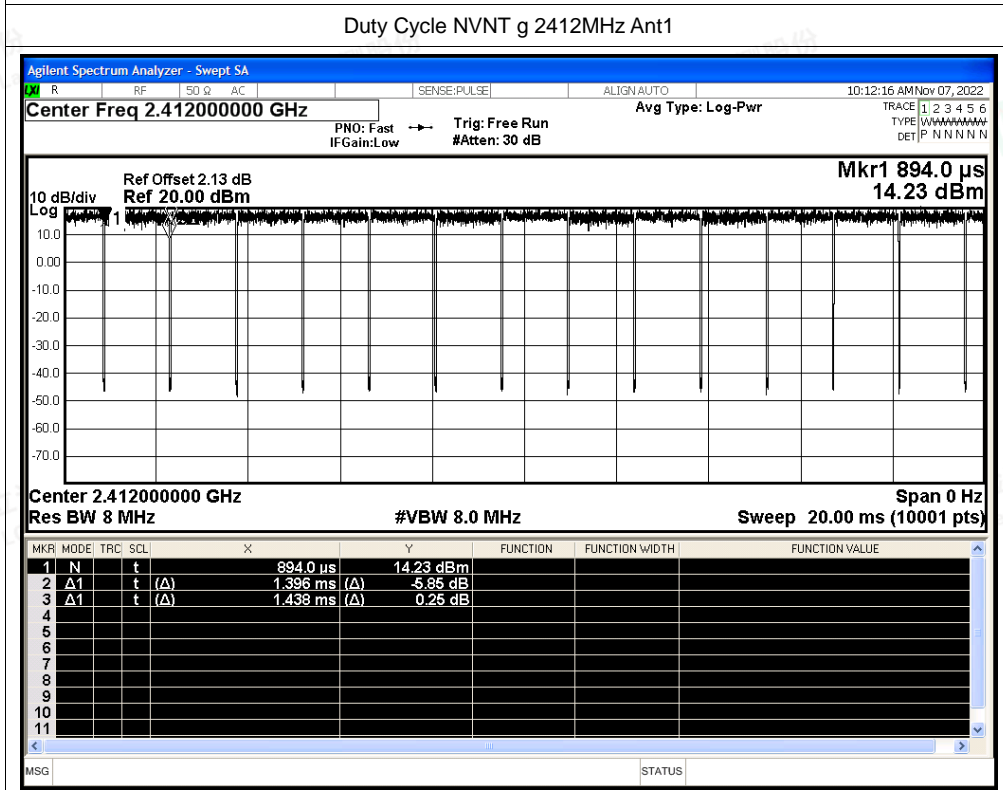 Duty Cycle NVNT g 2412MHz Ant1
Agilent Spectrum Analyzer - Swept SA
LXI R RF 50 Ω AC SENSE:PULSE ALIGN AUTO 10:12:16 AM Nov 07, 2022
Center Freq 2.412000000 GHz Avg Type: Log-Pwr TRACE 1 2 3 4 5 6
PNO: Fast Trig: Free Run TYPE WWWWWW
IFGain:Low #Atten: 30 dB DET P N N N N N
Mkr1 894.0 µs
Ref Offset 2.13 dB
10 dB/div Ref 20.00 dBm 14.23 dBm
Log
1
10.0
0.00
-10.0
-20.0
-30.0
-40.0
-50.0
-60.0
-70.0
Center 2.412000000 GHz Span 0 Hz
Res BW 8 MHz #VBW 8.0 MHz Sweep 20.00 ms (10001 pts)
MKR MODE TRC SCL X Y FUNCTION FUNCTION WIDTH FUNCTION VALUE
1 N t 894.0 µs 14.23 dBm
2 Δ1 t (Δ) 1.396 ms (Δ) -5.85 dB
3 Δ1 t (Δ) 1.438 ms (Δ) 0.25 dB
4
5
6
7
8
9
10
11
MSG STATUS